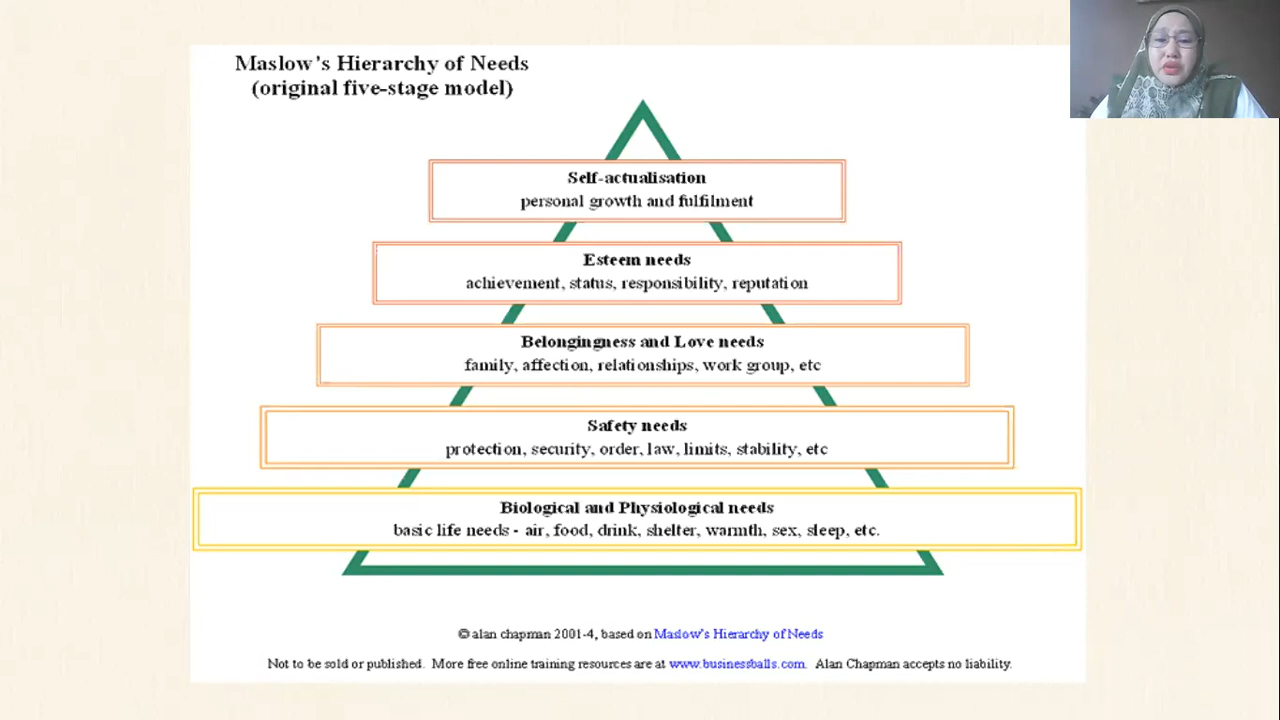 Maslow's Hierarchy of Needs
(original five-stage model)
Self-actualisation
personal growth and fulfilment
Esteem needs
achievement, status, responsibility, reputation
Belongingness and Love needs
family, affection, relationships, work group, etc
Safety needs
protection, security, order, law, limits, stability, etc
Biological and Physiological needs
basic life needs - air, food, drink, shelter, warmth, sex, sleep, etc.
© alan chapman 2001-4, based on Maslow's Hierarchy of Needs
Not to be sold or published. More free online training resources are at www.businessballs.com. Alan Chapman accepts no liability.